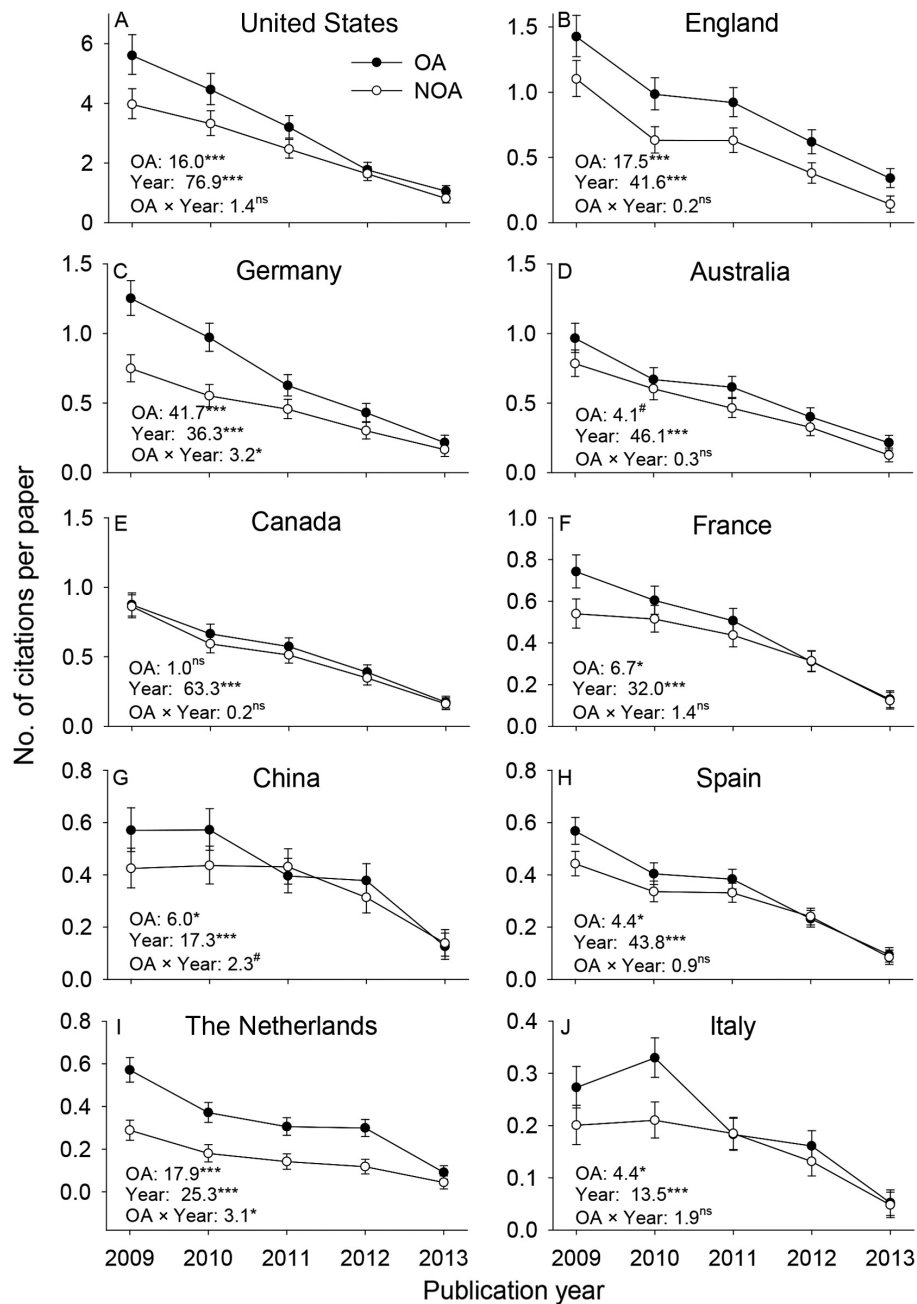 A
United States
OA
NOA
6
4
2
0
OA: 16.0***
Year: 76.9***
OA × Year: 1.4ns
B
England
1.5
1.0
0.5
0.0
OA: 17.5***
Year: 41.6***
OA × Year: 0.2ns
C
Germany
1.5
1.0
0.5
0.0
OA: 41.7***
Year: 36.3***
OA × Year: 3.2*
D
Australia
1.5
1.0
0.5
0.0
OA: 4.1#
Year: 46.1***
OA × Year: 0.3ns
No. of citations per paper
E
Canada
1.5
1.0
0.5
0.0
OA: 1.0ns
Year: 63.3***
OA × Year: 0.2ns
F
France
1.0
0.8
0.6
0.4
0.2
0.0
OA: 6.7*
Year: 32.0***
OA × Year: 1.4ns
G
China
0.8
0.6
0.4
0.2
0.0
OA: 6.0*
Year: 17.3***
OA × Year: 2.3#
H
Spain
0.8
0.6
0.4
0.2
0.0
OA: 4.4*
Year: 43.8***
OA × Year: 0.9ns
I
The Netherlands
0.8
0.6
0.4
0.2
0.0
OA: 17.9***
Year: 25.3***
OA × Year: 3.1*
2009 2010 2011 2012 2013
J
Italy
0.4
0.3
0.2
0.1
0.0
OA: 4.4*
Year: 13.5***
OA × Year: 1.9ns
2009 2010 2011 2012 2013
Publication year